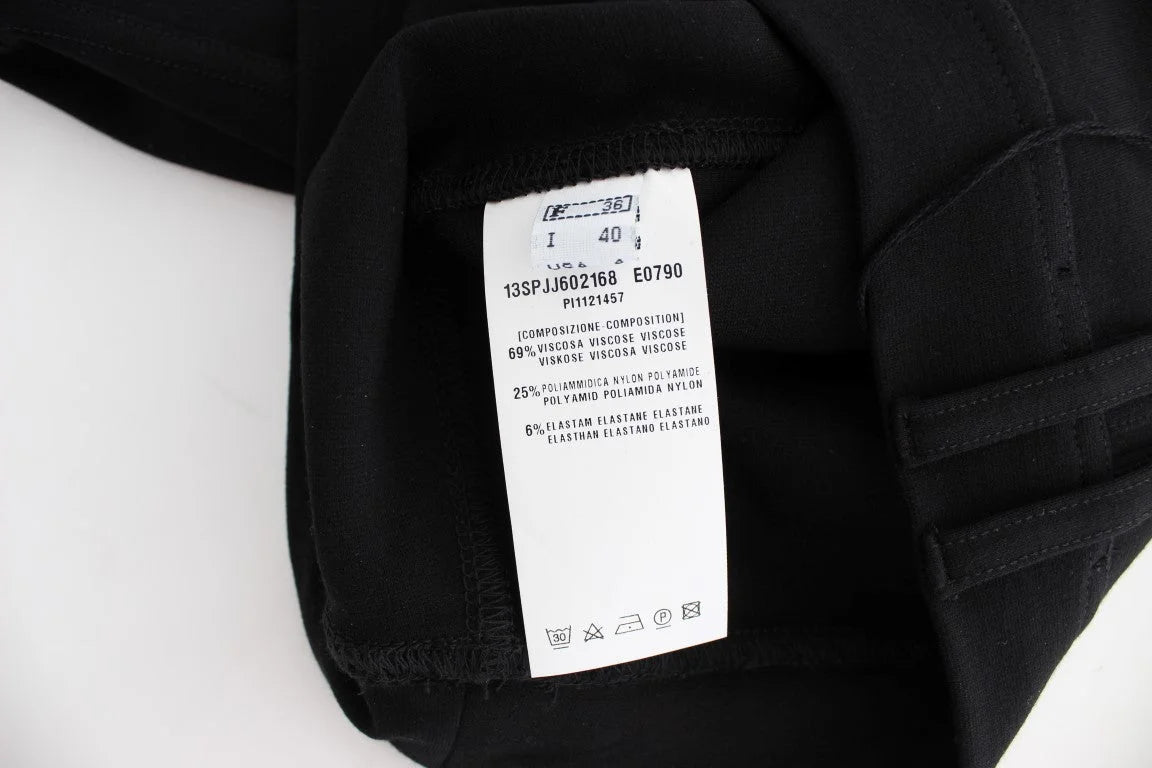 F 36
I 40
USA
13SPJJ602168 E0790
PI1121457
[COMPOSIZIONE-COMPOSITION]
69% VISCOSA VISCOSE VISCOSE
VISKOSE VISCOSA VISCOSE
25% POLIAMMIDICA NYLON POLYAMIDE
POLYAMID POLIAMIDA NYLON
6% ELASTAM ELASTANE ELASTANE
ELASTHAN ELASTANO ELASTANO
30 P